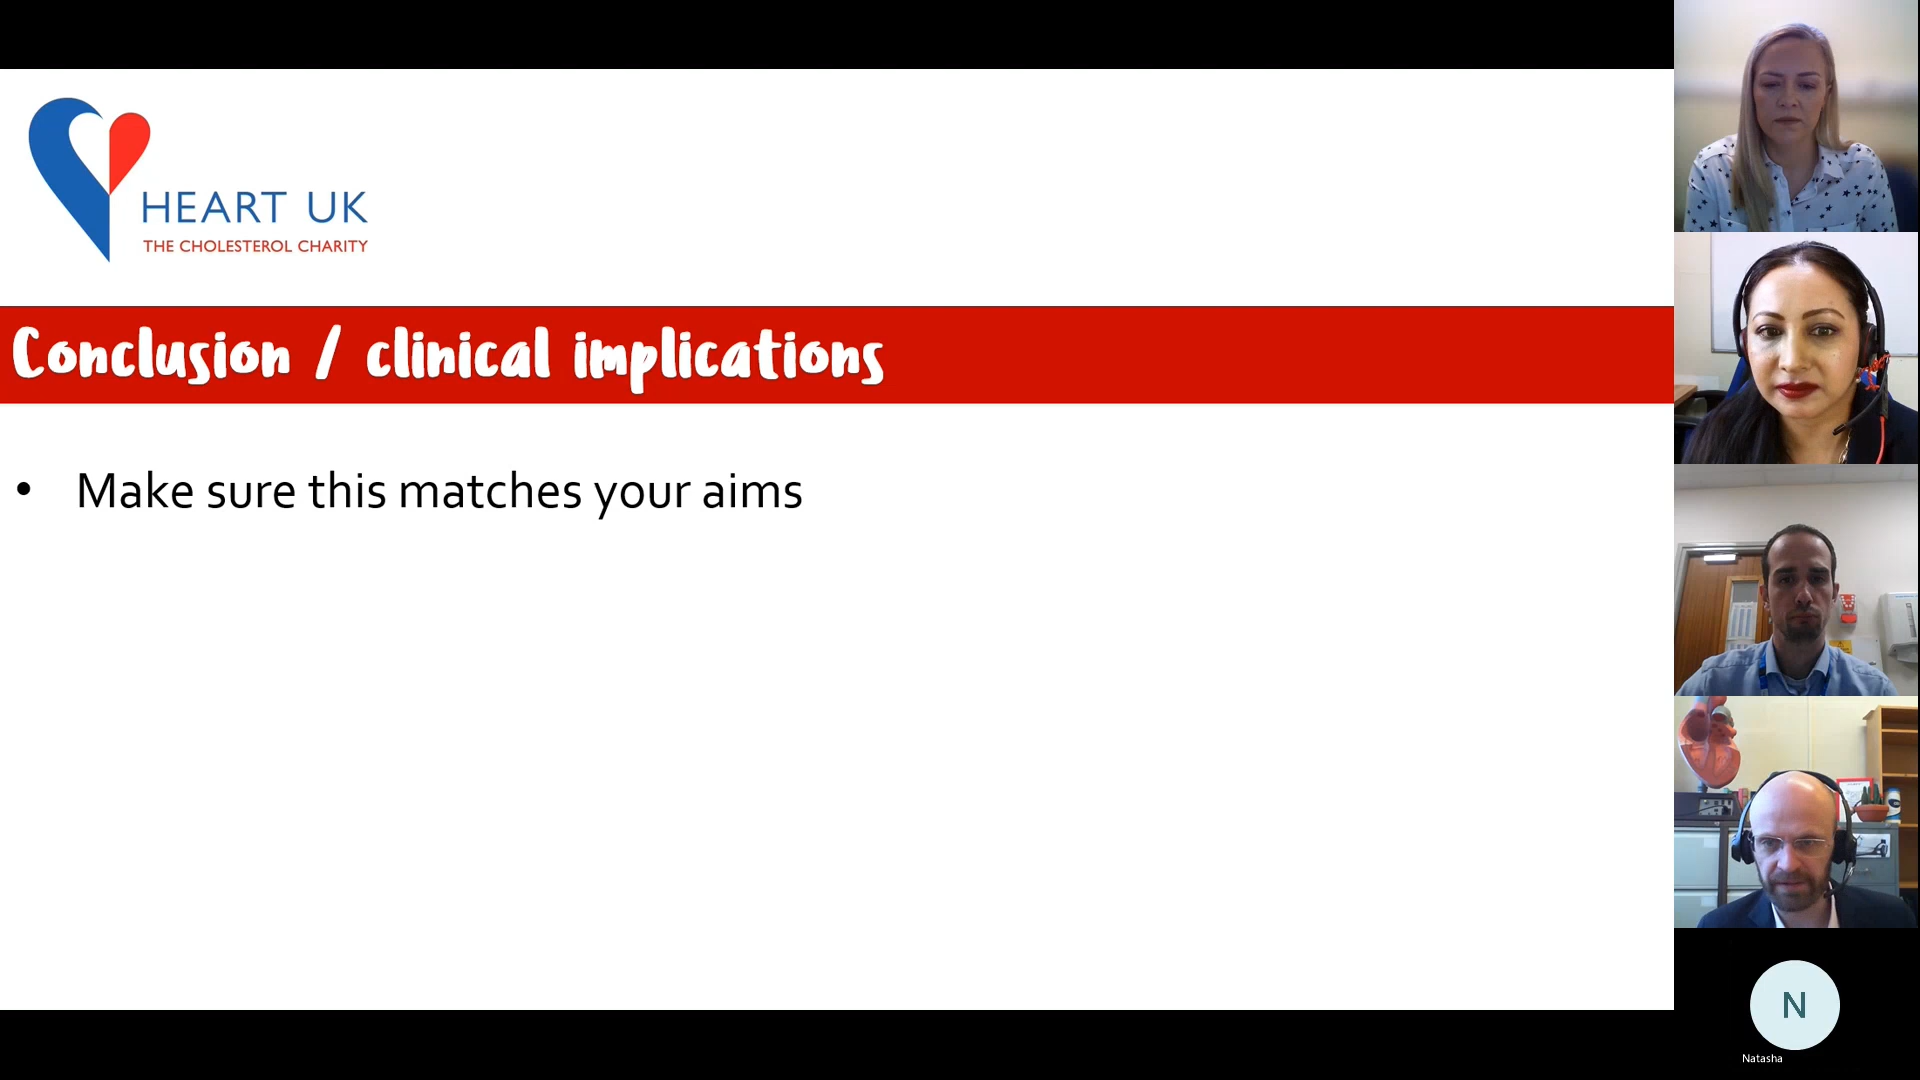 HEART UK
THE CHOLESTEROL CHARITY
Conclusion / clinical implications
• Make sure this matches your aims
N
Natasha